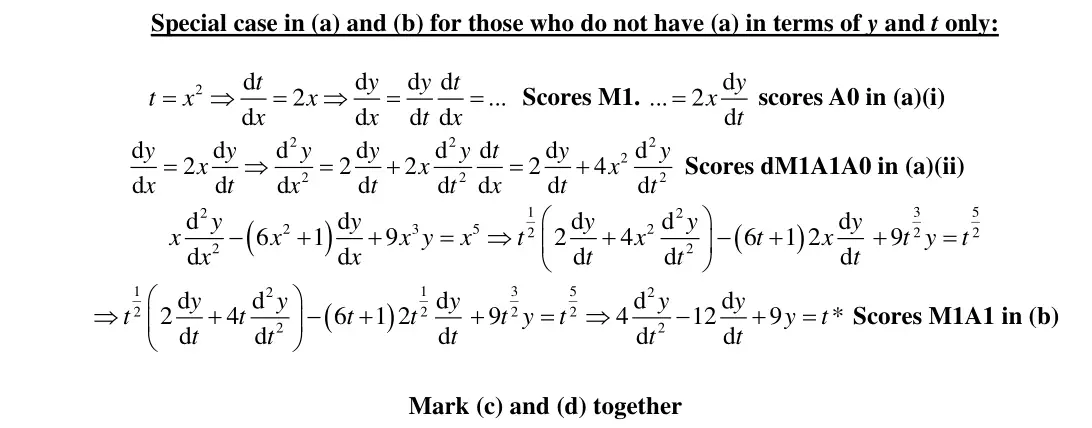 Special case in (a) and (b) for those who do not have (a) in terms of y and t only:
t = x² ⇒ dt/dx = 2x ⇒ dy/dx = dy/dt dt/dx = ... Scores M1. ... = 2x dy/dt scores A0 in (a)(i)
dy/dx = 2x dy/dt ⇒ d²y/dx² = 2 dy/dt + 2x d²y/dt² dt/dx = 2 dy/dt + 4x² d²y/dt² Scores dM1A1A0 in (a)(ii)
x d²y/dx² − (6x² + 1) dy/dx + 9x³y = x⁵ ⇒ t^(1/2) (2 dy/dt + 4x² d²y/dt²) − (6t + 1) 2x dy/dt + 9t^(3/2) y = t^(5/2)
⇒ t^(1/2) (2 dy/dt + 4t d²y/dt²) − (6t + 1) 2t^(1/2) dy/dt + 9t^(3/2) y = t^(5/2) ⇒ 4 d²y/dt² − 12 dy/dt + 9y = t * Scores M1A1 in (b)
Mark (c) and (d) together